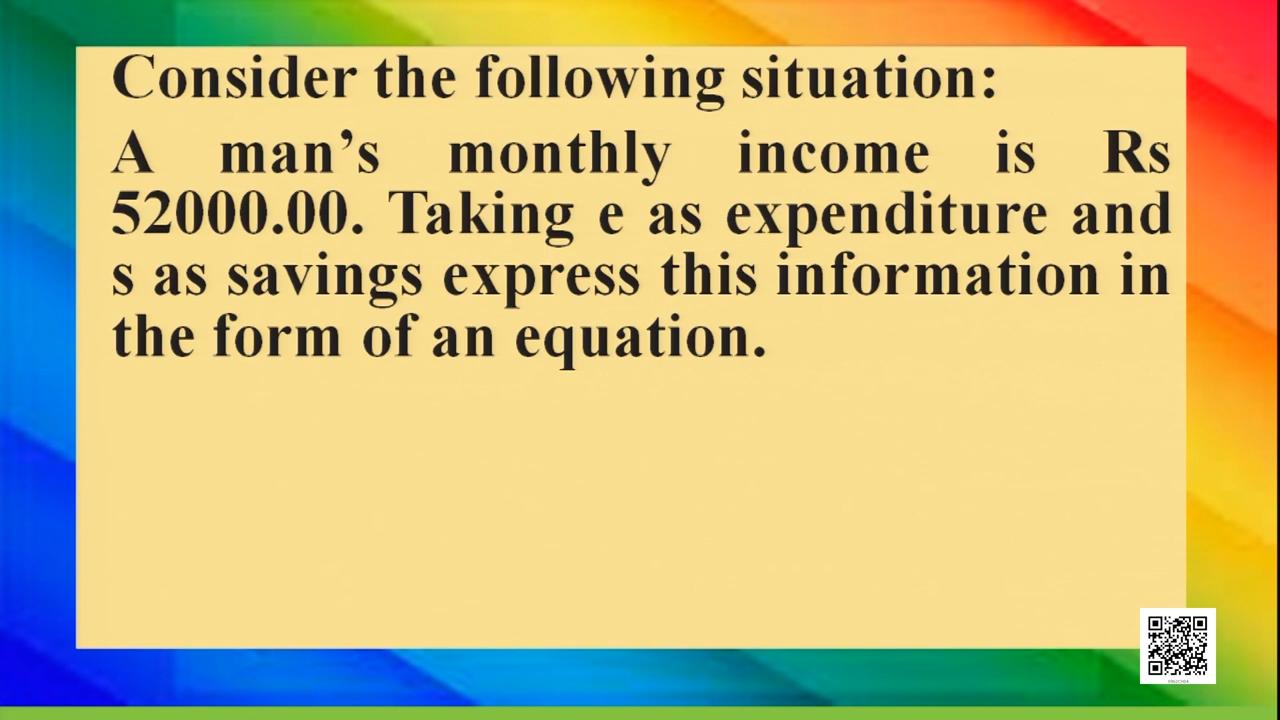 Consider the following situation:
A man’s monthly income is Rs
52000.00. Taking e as expenditure and
s as savings express this information in
the form of an equation.